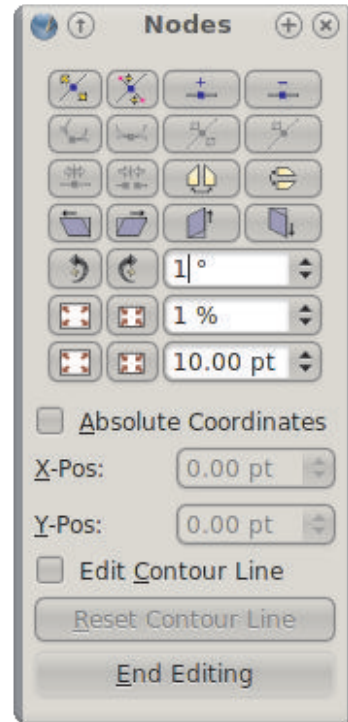 Nodes
1 °
1 %
10.00 pt
Absolute Coordinates
X-Pos: 0.00 pt
Y-Pos: 0.00 pt
Edit Contour Line
Reset Contour Line
End Editing